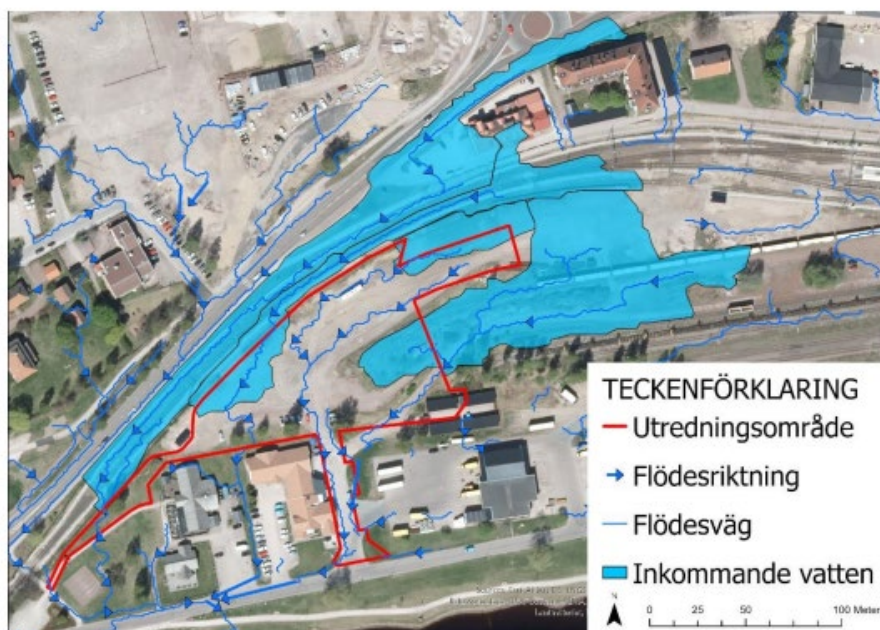 TECKENFÖRKLARING
Utredningsområde
Flödesriktning
Flödesväg
Inkommande vatten
N
0 25 50 100 Meter